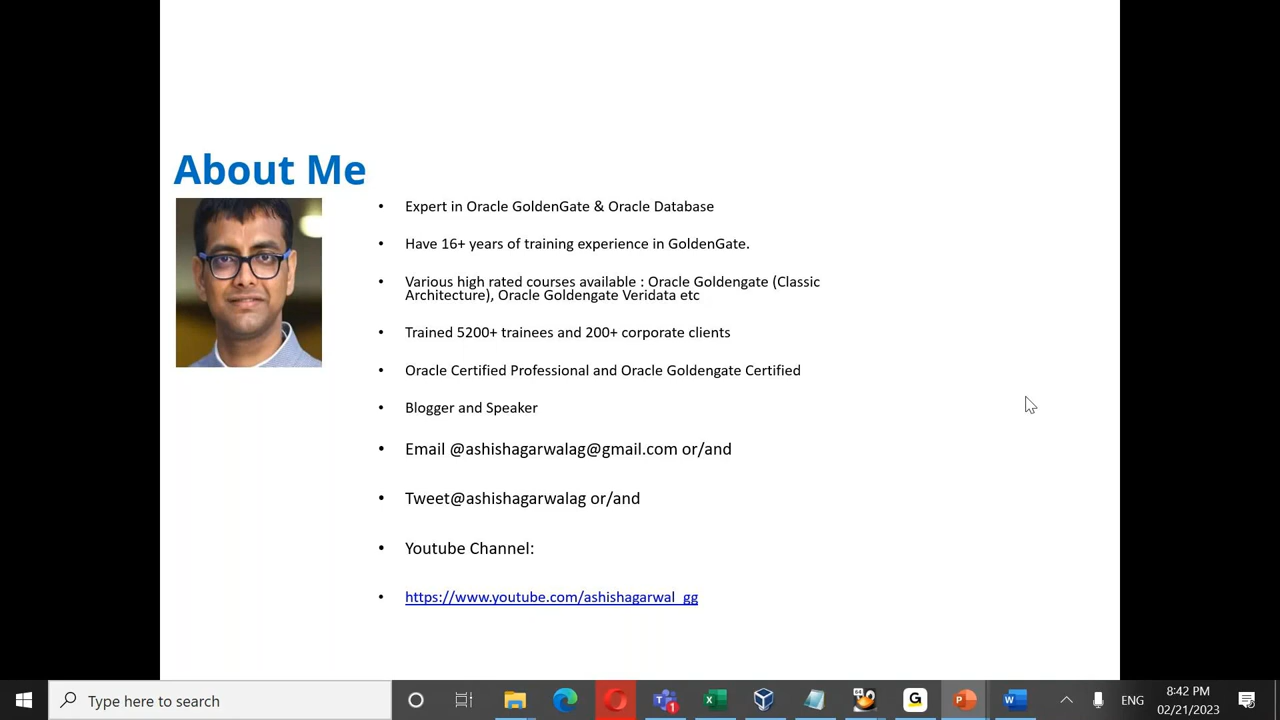 About Me
• Expert in Oracle GoldenGate & Oracle Database
• Have 16+ years of training experience in GoldenGate.
• Various high rated courses available : Oracle Goldengate (Classic
Architecture), Oracle Goldengate Veridata etc
• Trained 5200+ trainees and 200+ corporate clients
• Oracle Certified Professional and Oracle Goldengate Certified
• Blogger and Speaker
• Email @ashishagarwalag@gmail.com or/and
• Tweet@ashishagarwalag or/and
• Youtube Channel:
• https://www.youtube.com/ashishagarwal_gg
Type here to search
ENG
8:42 PM
02/21/2023